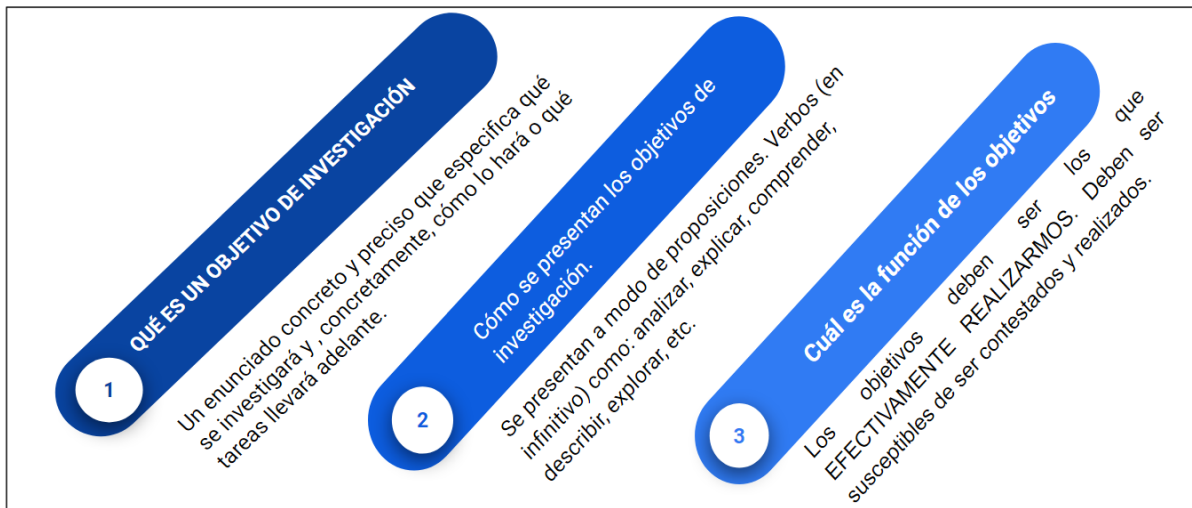 1
QUÉ ES UN OBJETIVO DE INVESTIGACIÓN
Un enunciado concreto y preciso que especifica qué
se investigará y , concretamente, cómo lo hará o qué
tareas llevará adelante.
2
Cómo se presentan los objetivos de
investigación.
Se presentan a modo de proposiciones. Verbos (en
infinitivo) como: analizar, explicar, comprender,
describir, explorar, etc.
3
Cuál es la función de los objetivos
Los objetivos deben ser los que
EFECTIVAMENTE REALIZARMOS. Deben ser
susceptibles de ser contestados y realizados.